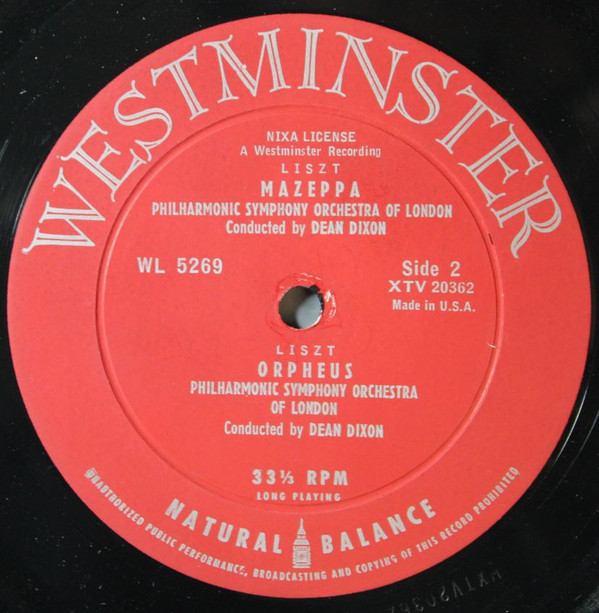 WESTMINSTER
NIXA LICENSE
A Westminster Recording
LISZT
MAZEPPA
PHILHARMONIC SYMPHONY ORCHESTRA OF LONDON
Conducted by DEAN DIXON
WL 5269
Side 2
XTV 20362
Made in U.S.A.
LISZT
ORPHEUS
PHILHARMONIC SYMPHONY ORCHESTRA
OF LONDON
Conducted by DEAN DIXON
33⅓ RPM
LONG PLAYING
NATURAL BALANCE
UNAUTHORIZED PUBLIC PERFORMANCE, BROADCASTING AND COPYING OF THIS RECORD PROHIBITED